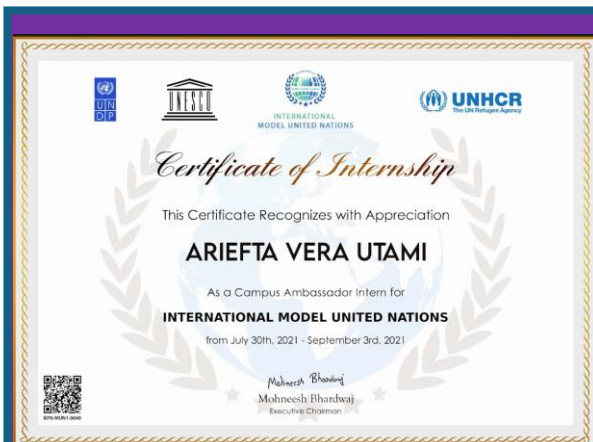 UN
DP
UNESCO
INTERNATIONAL
MODEL UNITED NATIONS
UNHCR
The UN Refugee Agency
Certificate of Internship
This Certificate Recognizes with Appreciation
ARIEFTA VERA UTAMI
As a Campus Ambassador Intern for
INTERNATIONAL MODEL UNITED NATIONS
from July 30th, 2021 - September 3rd, 2021
Mohneesh Bhardwaj
Mohneesh Bhardwaj
Executive Chairman